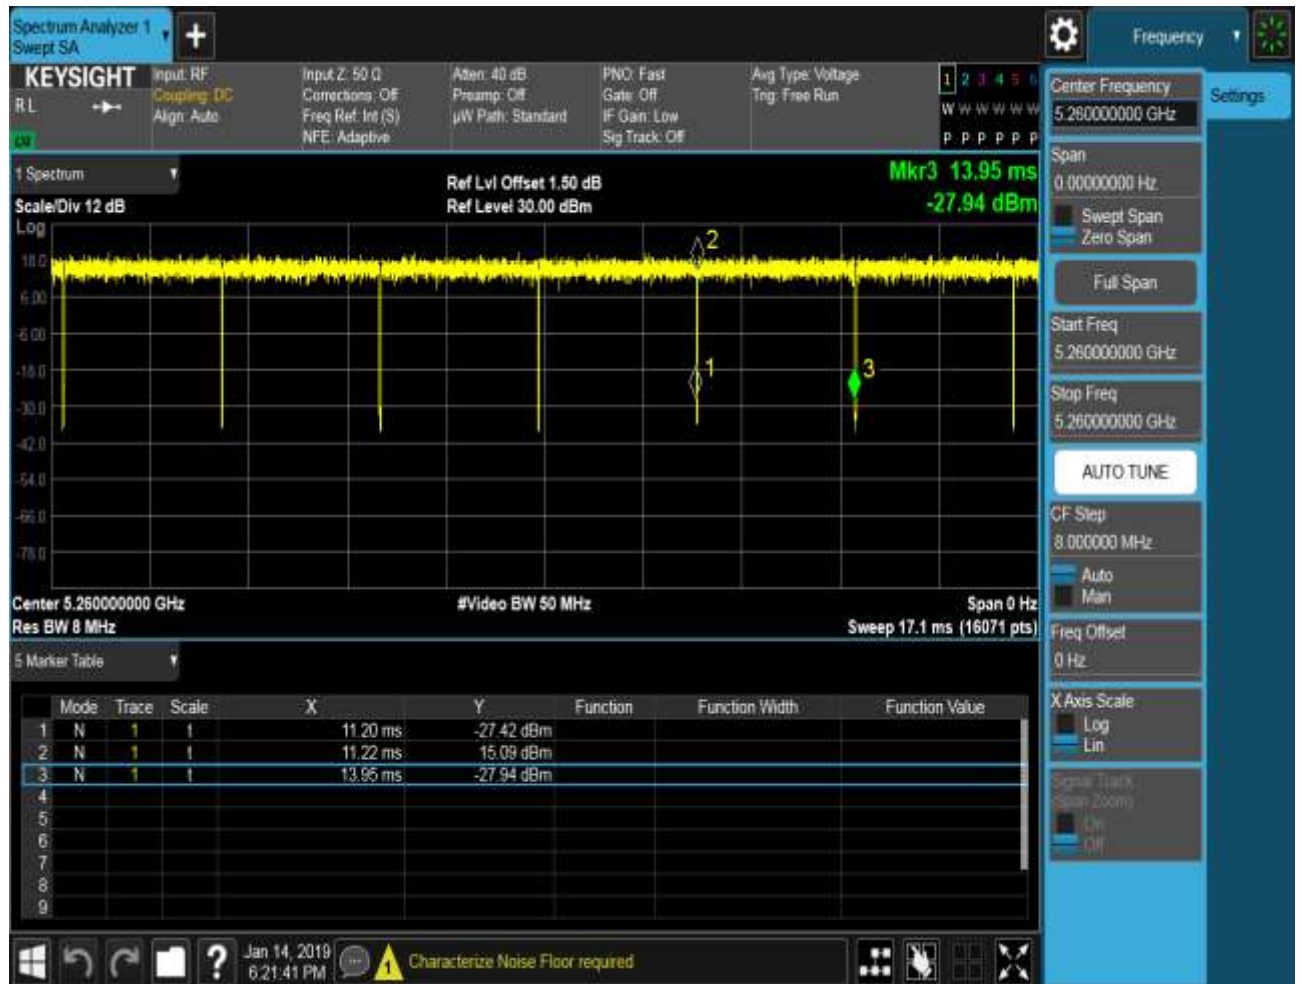 Spectrum Analyzer 1
Swept SA
Frequency
KEYSIGHT
RL
Input: RF
Coupling: DC
Align: Auto
Input Z: 50 Ω
Corrections: Off
Freq Ref: Int (S)
NFE: Adaptive
Atten: 40 dB
Preamp: Off
µW Path: Standard
PNO: Fast
Gate: Off
IF Gain: Low
Sig Track: Off
Avg Type: Voltage
Trig: Free Run
1 2 3 4 5 6
W W W W W W
P P P P P P
1 Spectrum
Scale/Div 12 dB
Ref Lvl Offset 1.50 dB
Ref Level 30.00 dBm
Mkr3 13.95 ms
-27.94 dBm
Log
18.0
6.00
-6.00
-18.0
-30.0
-42.0
-54.0
-66.0
-78.0
2
1
3
Center 5.260000000 GHz
#Video BW 50 MHz
Span 0 Hz
Res BW 8 MHz
Sweep 17.1 ms (16071 pts)
5 Marker Table
Mode Trace Scale X Y Function Function Width Function Value
1 N 1 t 11.20 ms -27.42 dBm
2 N 1 t 11.22 ms 15.09 dBm
3 N 1 t 13.95 ms -27.94 dBm
4
5
6
7
8
9
Jan 14, 2019
6:21:41 PM
Characterize Noise Floor required
Center Frequency
5.260000000 GHz
Settings
Span
0.00000000 Hz
Swept Span
Zero Span
Full Span
Start Freq
5.260000000 GHz
Stop Freq
5.260000000 GHz
AUTO TUNE
CF Step
8.000000 MHz
Auto
Man
Freq Offset
0 Hz
X Axis Scale
Log
Lin
Signal Track
(Span Zoom)
On
Off